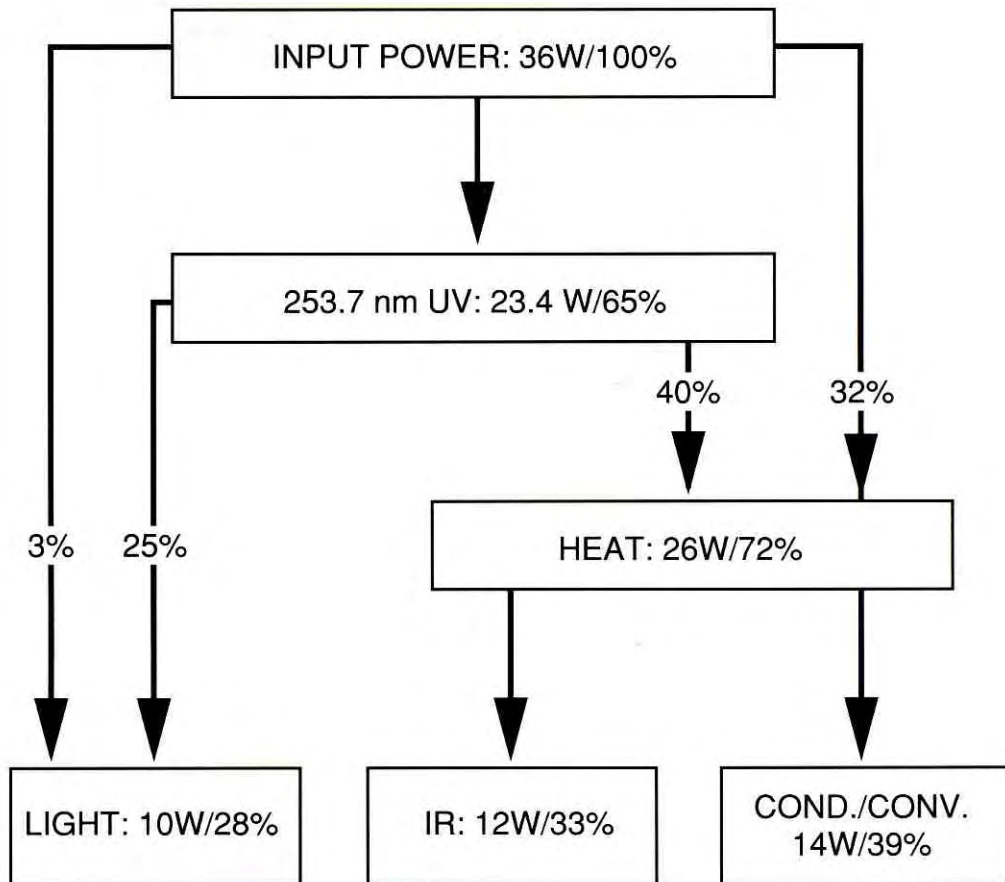 INPUT POWER: 36W/100%
253.7 nm UV: 23.4 W/65%
40%
32%
3%
25%
HEAT: 26W/72%
LIGHT: 10W/28%
IR: 12W/33%
COND./CONV.
14W/39%